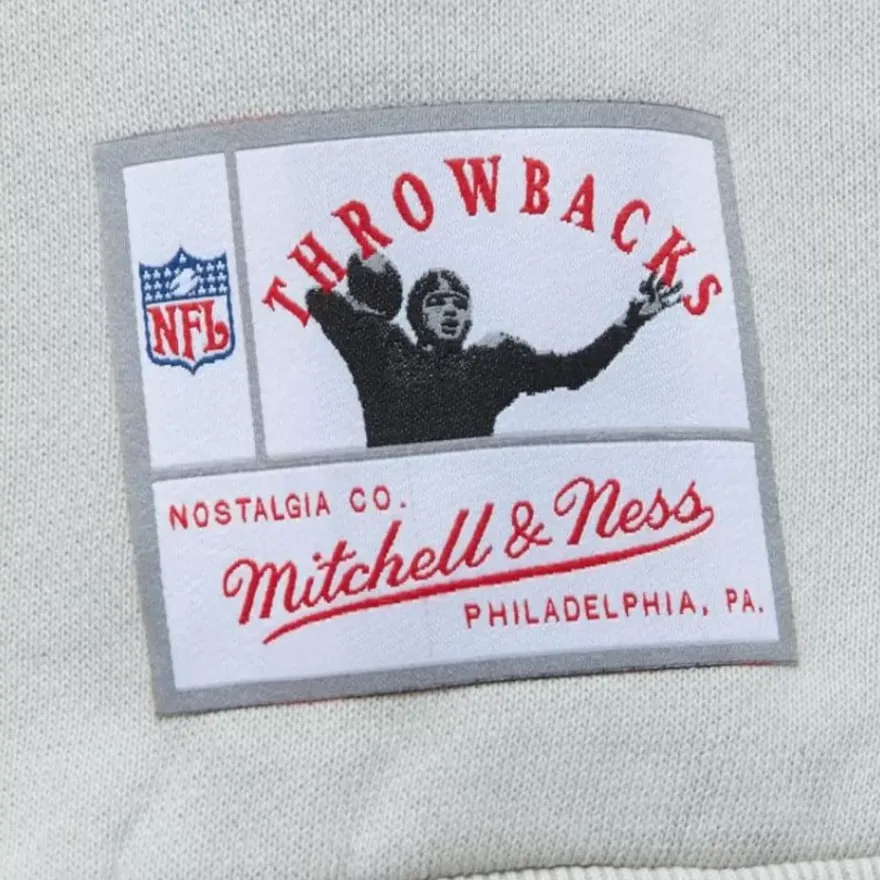 THROWBACKS
NFL
NOSTALGIA CO.
Mitchell & Ness
PHILADELPHIA, PA.